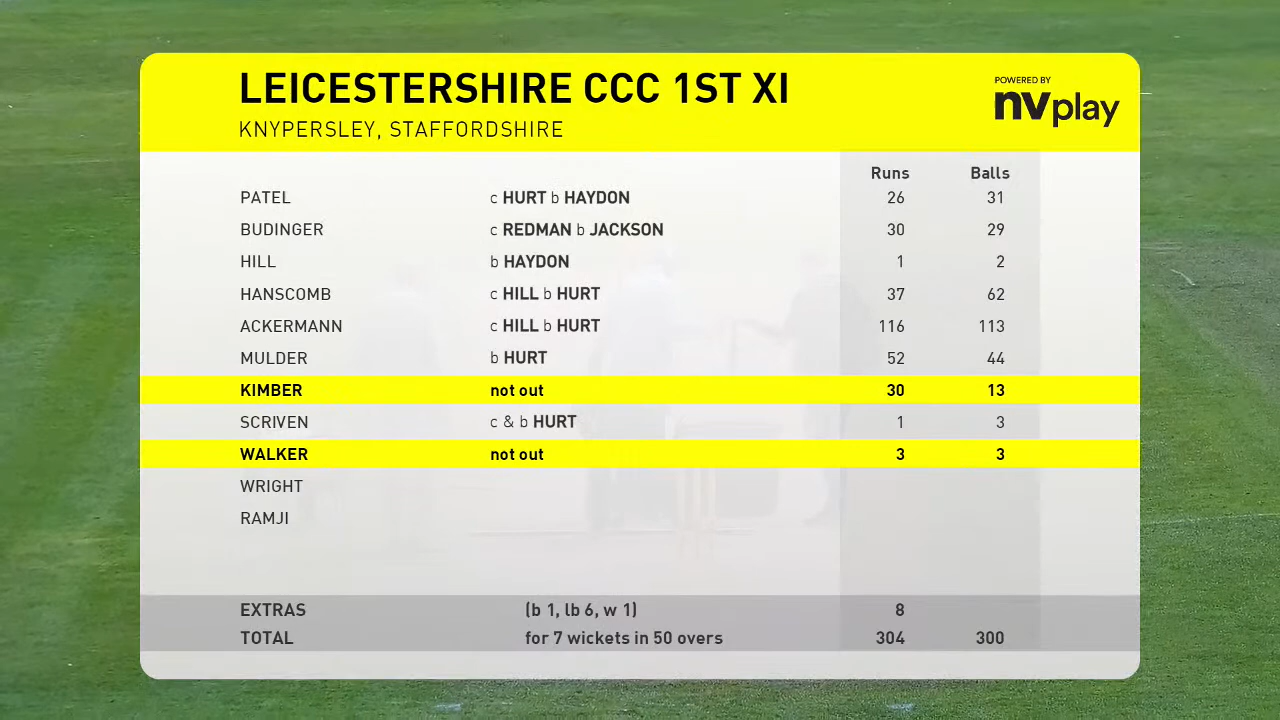 LEICESTERSHIRE CCC 1ST XI
KNYPERSLEY, STAFFORDSHIRE
POWERED BY
nvplay
Runs Balls
PATEL c HURT b HAYDON 26 31
BUDINGER c REDMAN b JACKSON 30 29
HILL b HAYDON 1 2
HANSCOMB c HILL b HURT 37 62
ACKERMANN c HILL b HURT 116 113
MULDER b HURT 52 44
KIMBER not out 30 13
SCRIVEN c & b HURT 1 3
WALKER not out 3 3
WRIGHT
RAMJI
EXTRAS (b 1, lb 6, w 1) 8
TOTAL for 7 wickets in 50 overs 304 300